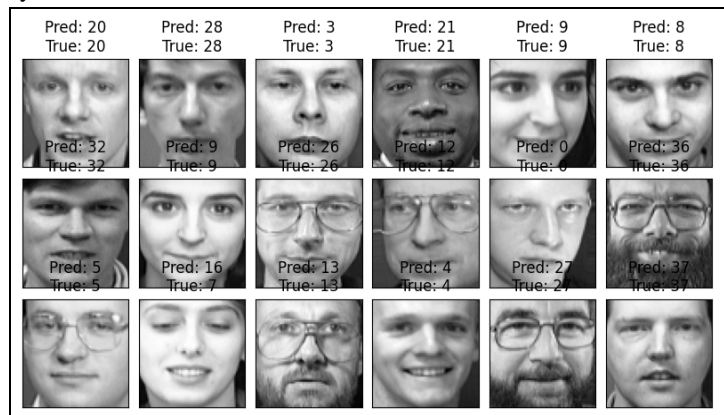 Pred: 20 Pred: 28 Pred: 3 Pred: 21 Pred: 9 Pred: 8
True: 20 True: 28 True: 3 True: 21 True: 9 True: 8
Pred: 32 Pred: 9 Pred: 26 Pred: 12 Pred: 0 Pred: 36
True: 32 True: 9 True: 26 True: 12 True: 0 True: 36
Pred: 5 Pred: 16 Pred: 13 Pred: 4 Pred: 27 Pred: 37
True: 5 True: 7 True: 13 True: 4 True: 27 True: 37